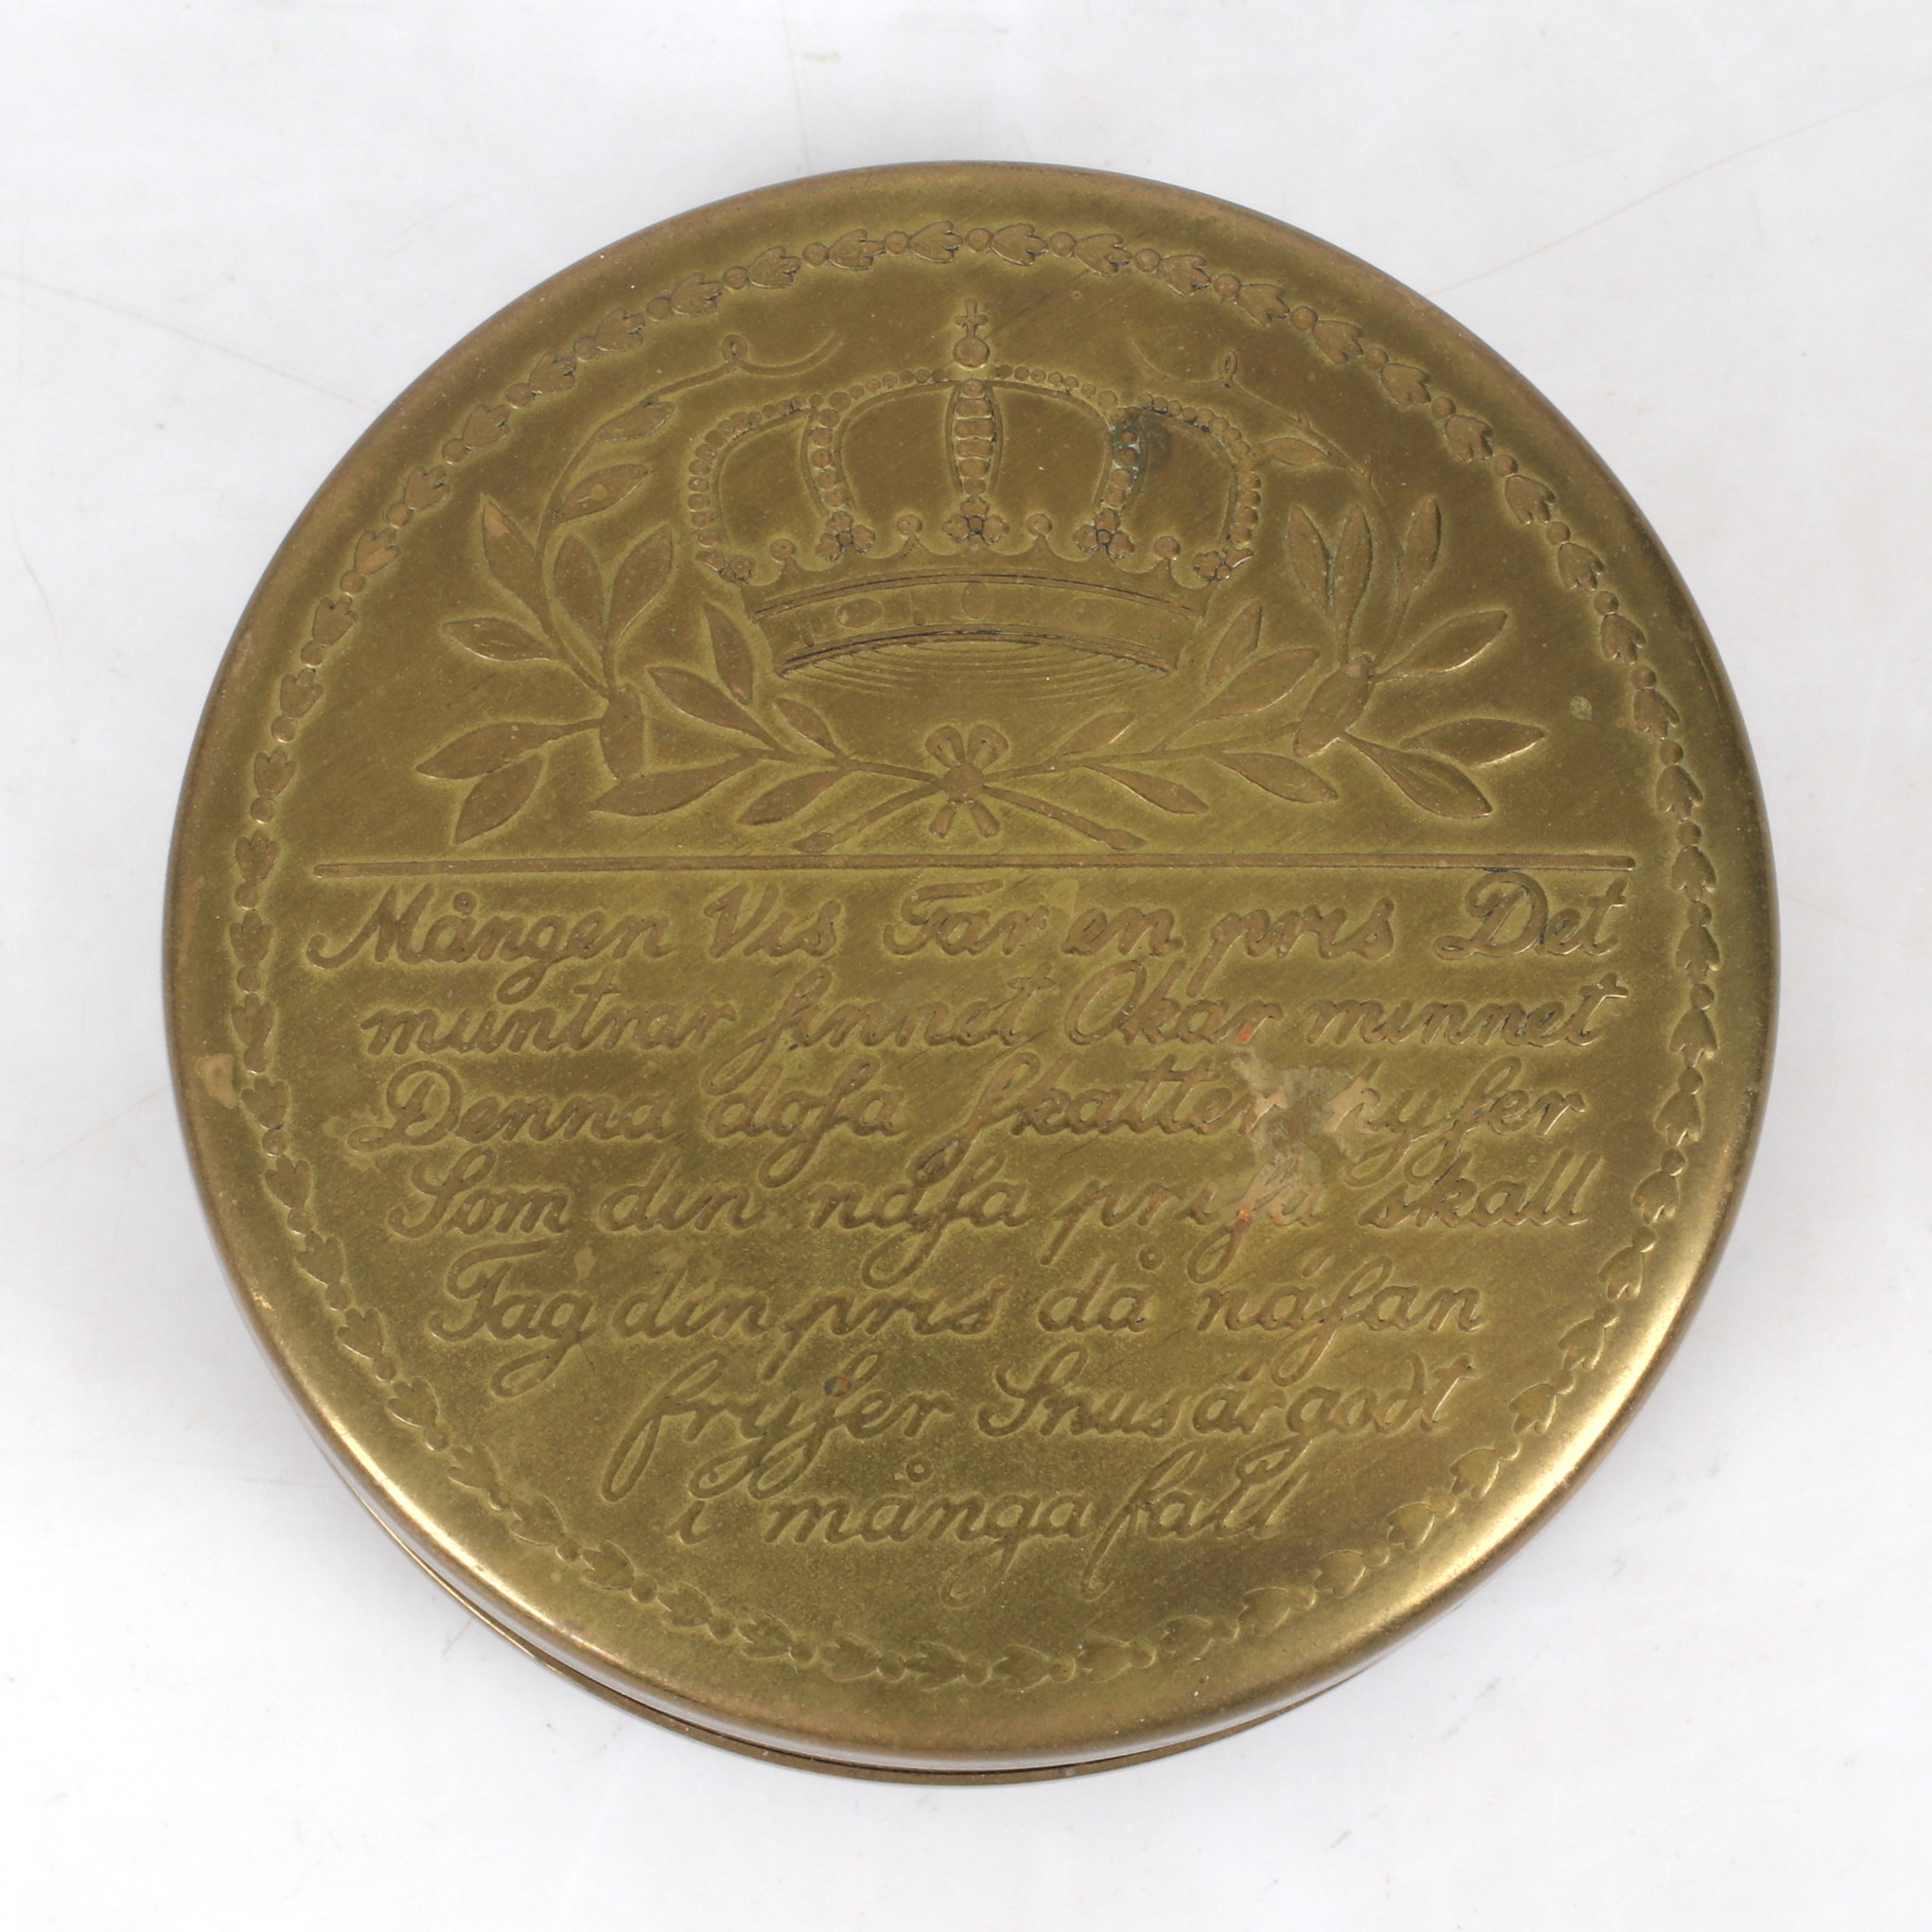 Mången Vis Tar en pris Det
muntrar sinnet Ökar minnet
Denna dosa skatter hyser
Som din näsa prisa skall
Tag din pris då näsan
fryser Snus är godt
i många fall